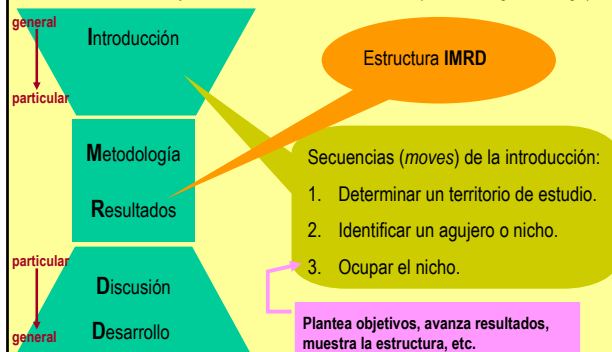 general
particular
Introducción
Metodología
Resultados
particular
general
Discusión
Desarrollo
Estructura IMRD
Secuencias (moves) de la introducción:
1. Determinar un territorio de estudio.
2. Identificar un agujero o nicho.
3. Ocupar el nicho.
Plantea objetivos, avanza resultados,
muestra la estructura, etc.